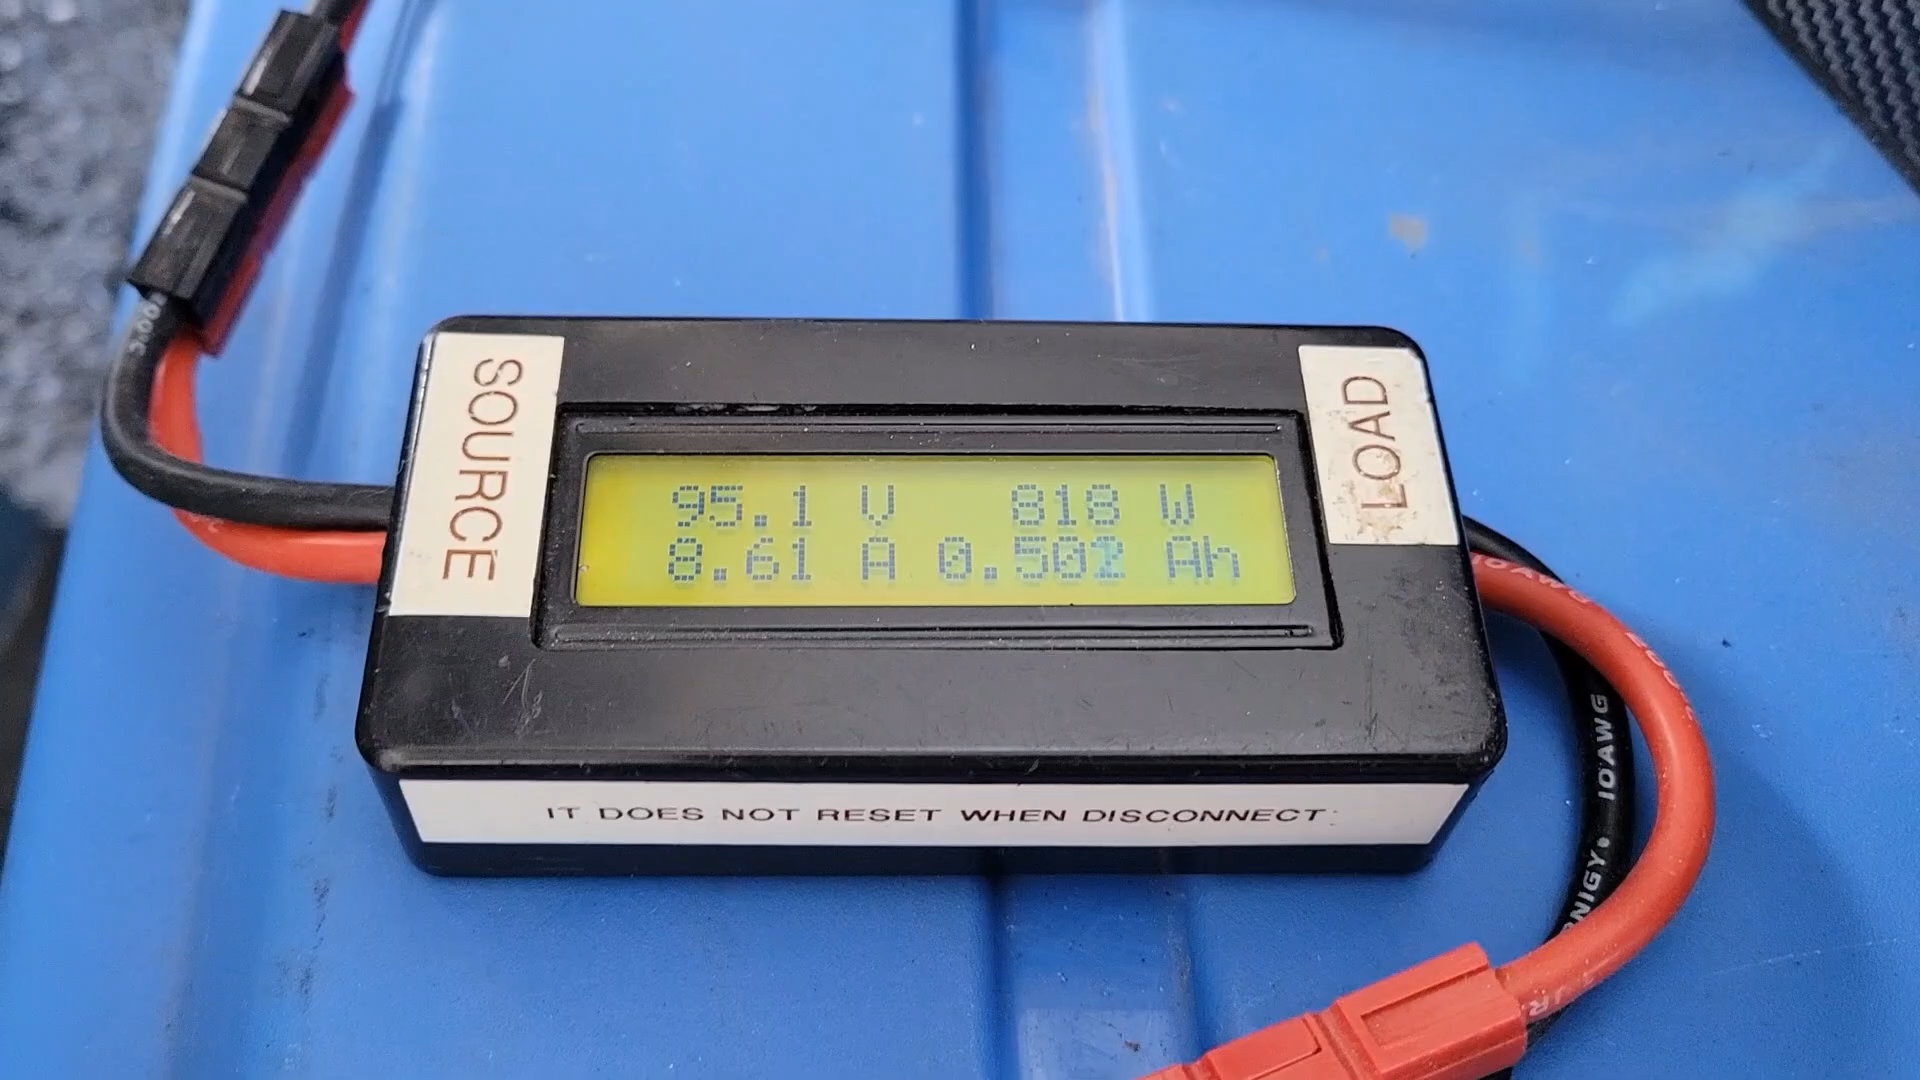 SOURCE
95.1 V 818 W
8.61 A 0.502 Ah
LOAD
IT DOES NOT RESET WHEN DISCONNECT
10AWG